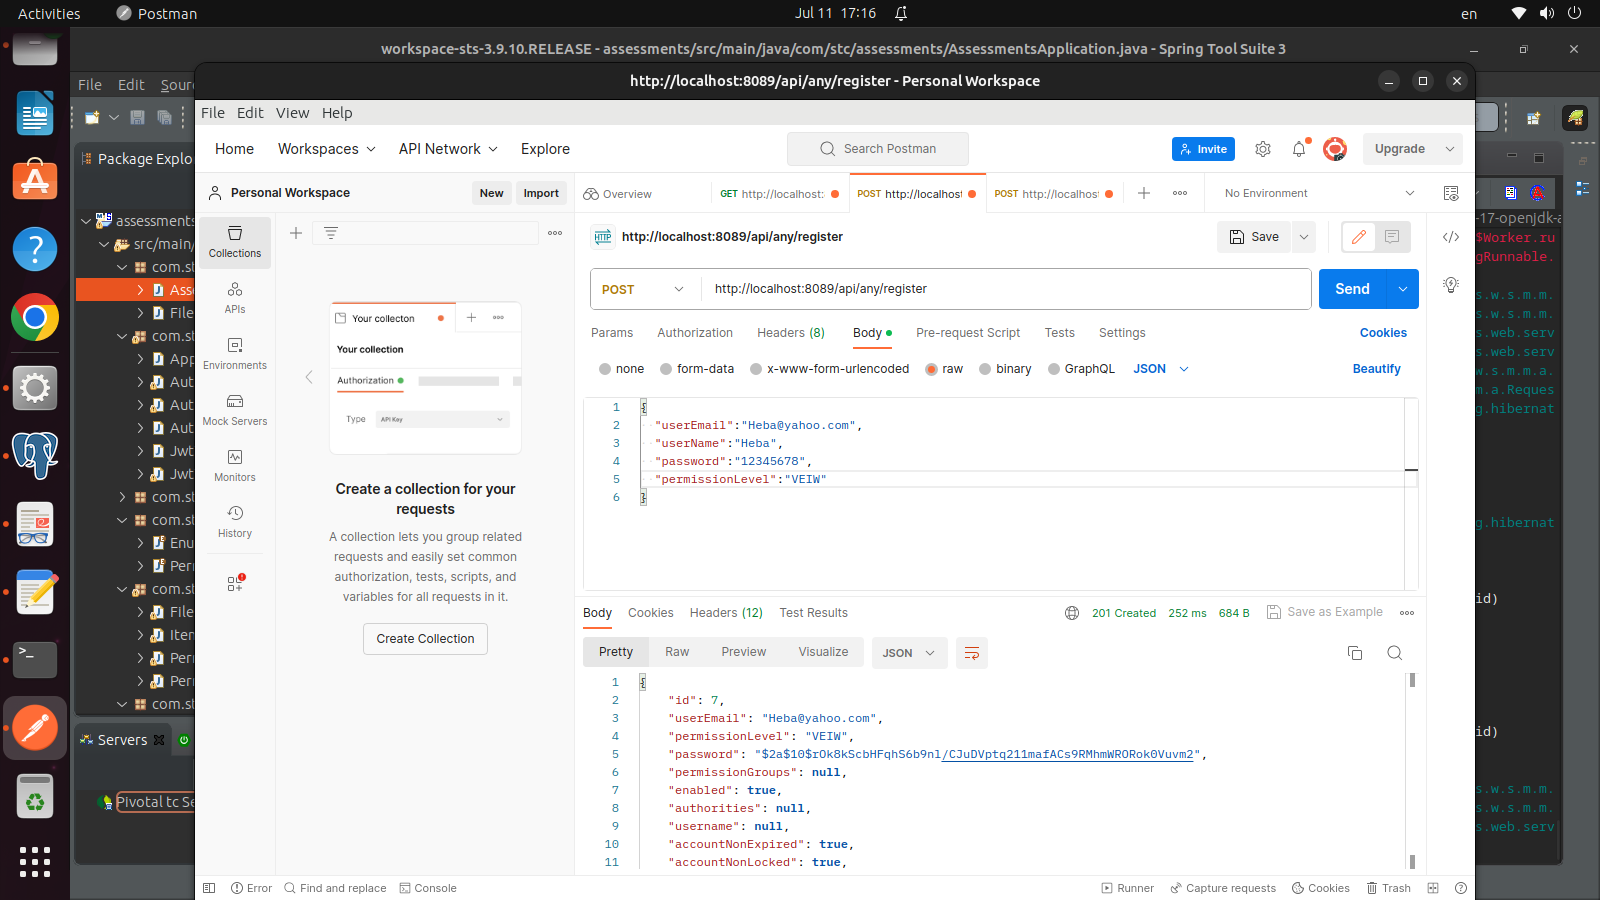 Activities
Postman
Jul 11 17:16
en
workspace-sts-3.9.10.RELEASE - assessments/src/main/java/com/stc/assessments/AssessmentsApplication.java - Spring Tool Suite 3
File Edit
http://localhost:8089/api/any/register - Personal Workspace
File Edit View Help
Home
Workspaces
API Network
Explore
Search Postman
Invite
Upgrade
Personal Workspace
New
Import
Overview
GET http://localhost:
POST http://localhost
POST http://localhost
No Environment
Collections
APIs
Environments
Mock Servers
Monitors
History
HTTP
http://localhost:8089/api/any/register
Save
POST
http://localhost:8089/api/any/register
Send
Params
Authorization
Headers (8)
Body
Pre-request Script
Tests
Settings
Cookies
none
form-data
x-www-form-urlencoded
raw
binary
GraphQL
JSON
Beautify
1 {
2 "userEmail":"Heba@yahoo.com",
3 "userName":"Heba",
4 "password":"12345678",
5 "permissionLevel":"VEIW"
6 }
Your collecton
Your collection
Authorization
Type
API Key
Create a collection for your
requests
A collection lets you group related
requests and easily set common
authorization, tests, scripts, and
variables for all requests in it.
Create Collection
Body
Cookies
Headers (12)
Test Results
201 Created
252 ms
684 B
Save as Example
Pretty
Raw
Preview
Visualize
JSON
1 {
2 "id": 7,
3 "userEmail": "Heba@yahoo.com",
4 "permissionLevel": "VEIW",
5 "password": "$2a$10$rOk8kScbHFqhS6b9nl/CJuDVptq211mafACs9RMhmWRORok0Vuvm2",
6 "permissionGroups": null,
7 "enabled": true,
8 "authorities": null,
9 "username": null,
10 "accountNonExpired": true,
11 "accountNonLocked": true,
Error
Find and replace
Console
Runner
Capture requests
Cookies
Trash
Package Explo
assessments
src/main/
com.st
Asse
File
com.st
App
Aut
Aut
Aut
Jwt
Jwt
com.st
com.st
Enu
Per
com.st
File
Item
Per
Per
com.st
Servers
Pivotal tc Se
-17-openjdk-a
$Worker.ru
gRunnable.
s.w.s.m.m.
s.w.s.m.m.
s.web.serv
s.web.serv
w.s.m.m.a.
m.a.Reques
g.hibernat
g.hibernat
id)
id)
s.w.s.m.m.
s.w.s.m.m.
s.web.serv